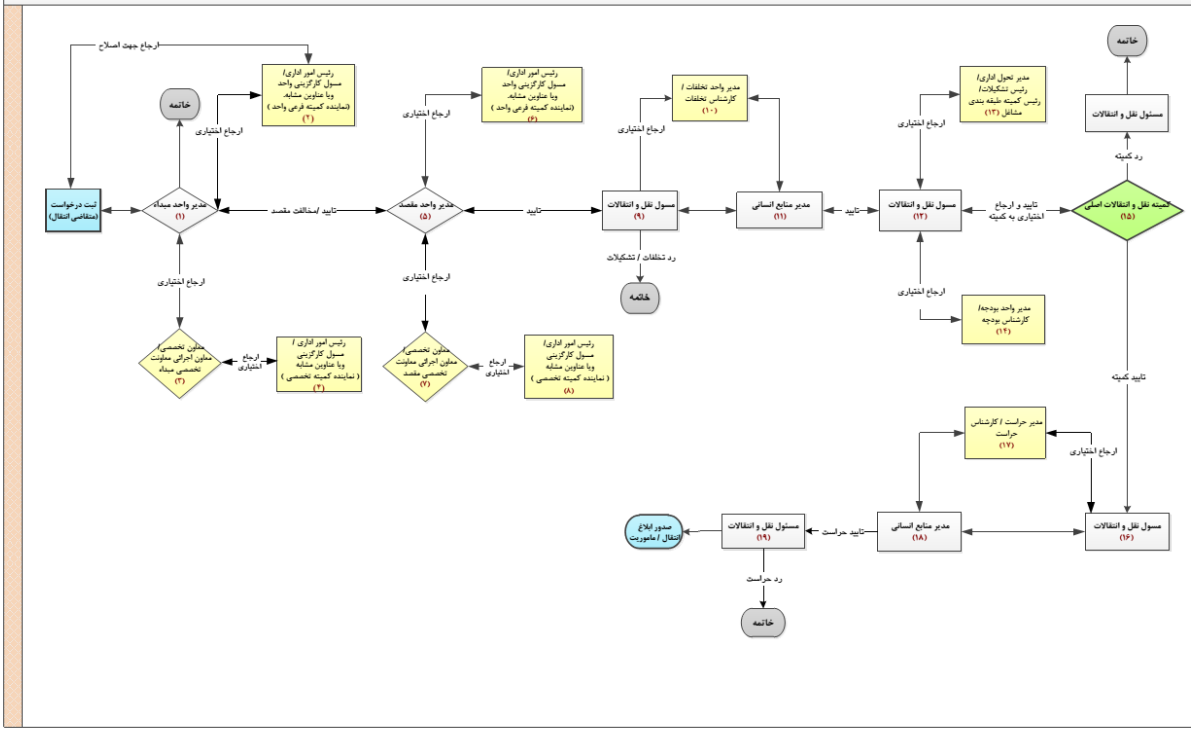 ارجاع جهت اصلاح
ثبت درخواست
(متقاضی انتقال)
خاتمه
مدیر واحد مبداء
(۱)
ارجاع اختیاری
رئیس امور اداری/
مسول کارگزینی واحد
ویا عناوین مشابه.
(نماینده کمیته فرعی واحد )
(۲)
ارجاع اختیاری
معاون تخصصی/
معاون اجرائی معاونت
تخصصی مبداء
(۳)
ارجاع
اختیاری
رئیس امور اداری /
مسول کارگزینی
ویا عناوین مشابه
( نماینده کمیته تخصصی )
(۴)
تایید /مخالفت مقصد
مدیر واحد مقصد
(۵)
ارجاع اختیاری
رئیس امور اداری/
مسول کارگزینی واحد
ویا عناوین مشابه.
(نماینده کمیته فرعی واحد )
(۶)
ارجاع اختیاری
معاون تخصصی/
معاون اجرائی معاونت
تخصصی مقصد
(۷)
ارجاع
اختیاری
رئیس امور اداری/
مسول کارگزینی
ویا عناوین مشابه
( نماینده کمیته تخصصی )
(۸)
تایید
مسول نقل و انتقالات
(۹)
ارجاع اختیاری
مدیر واحد تخلفات /
کارشناس تخلفات
(۱۰)
رد تخلفات / تشکیلات
خاتمه
مدیر منابع انسانی
(۱۱)
تایید
مسول نقل و انتقالات
(۱۲)
ارجاع اختیاری
مدیر تحول اداری/
رئیس تشکیلات/
رئیس کمیته طبقه بندی
مشاغل (۱۳)
ارجاع اختیاری
مدیر واحد بودجه/
کارشناس بودجه
(۱۴)
تایید و ارجاع
اختیاری به کمیته
کمیته نقل و انتقالات اصلی
(۱۵)
رد کمیته
مسئول نقل و انتقالات
خاتمه
تایید کمیته
مسول نقل و انتقالات
(۱۶)
ارجاع اختیاری
مدیر حراست / کارشناس
حراست
(۱۷)
مدیر منابع انسانی
(۱۸)
تایید حراست
مسئول نقل و انتقالات
(۱۹)
صدور ابلاغ
انتقال / ماموریت
رد حراست
خاتمه